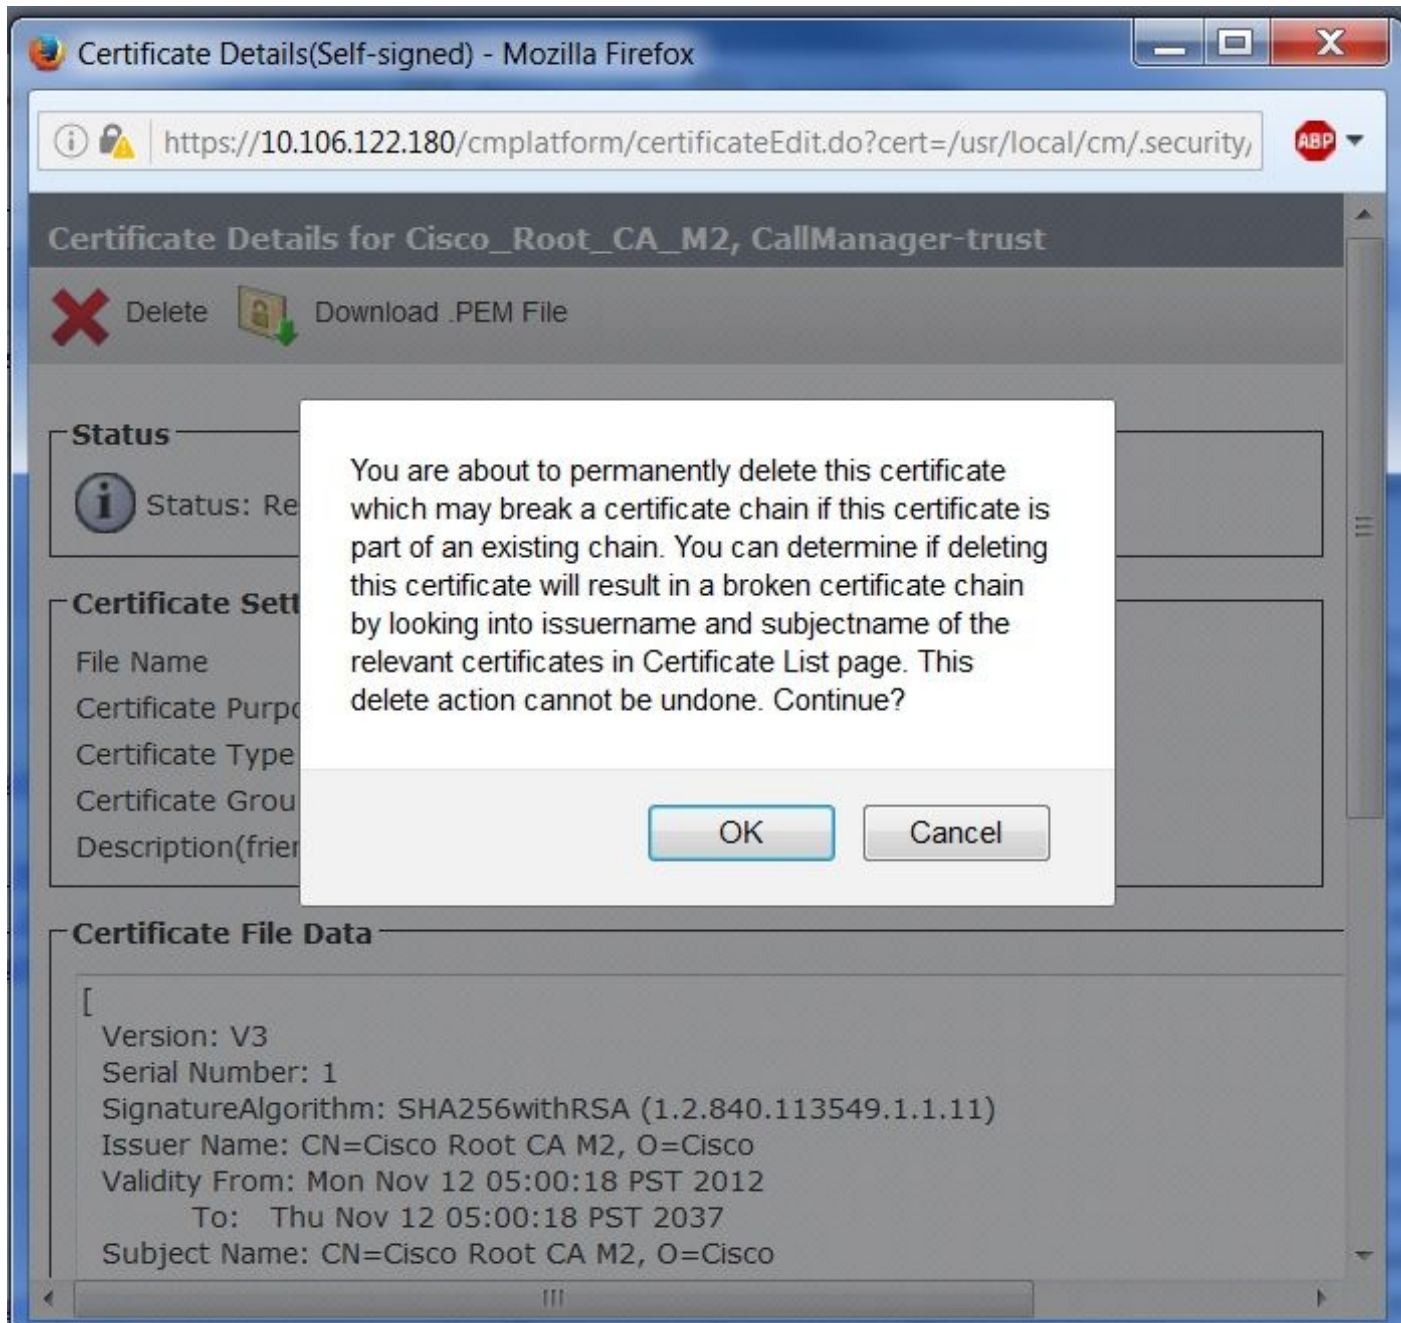 Certificate Details(Self-signed) - Mozilla Firefox
https://10.106.122.180/cmplatform/certificateEdit.do?cert=/usr/local/cm/.security/
ABP
Certificate Details for Cisco_Root_CA_M2, CallManager-trust
Delete
Download .PEM File
Status
Status: Re
You are about to permanently delete this certificate
which may break a certificate chain if this certificate is
part of an existing chain. You can determine if deleting
this certificate will result in a broken certificate chain
by looking into issuername and subjectname of the
relevant certificates in Certificate List page. This
delete action cannot be undone. Continue?
OK
Cancel
Certificate Sett
File Name
Certificate Purpo
Certificate Type
Certificate Grou
Description(frien
Certificate File Data
[
Version: V3
Serial Number: 1
SignatureAlgorithm: SHA256withRSA (1.2.840.113549.1.1.11)
Issuer Name: CN=Cisco Root CA M2, O=Cisco
Validity From: Mon Nov 12 05:00:18 PST 2012
To: Thu Nov 12 05:00:18 PST 2037
Subject Name: CN=Cisco Root CA M2, O=Cisco